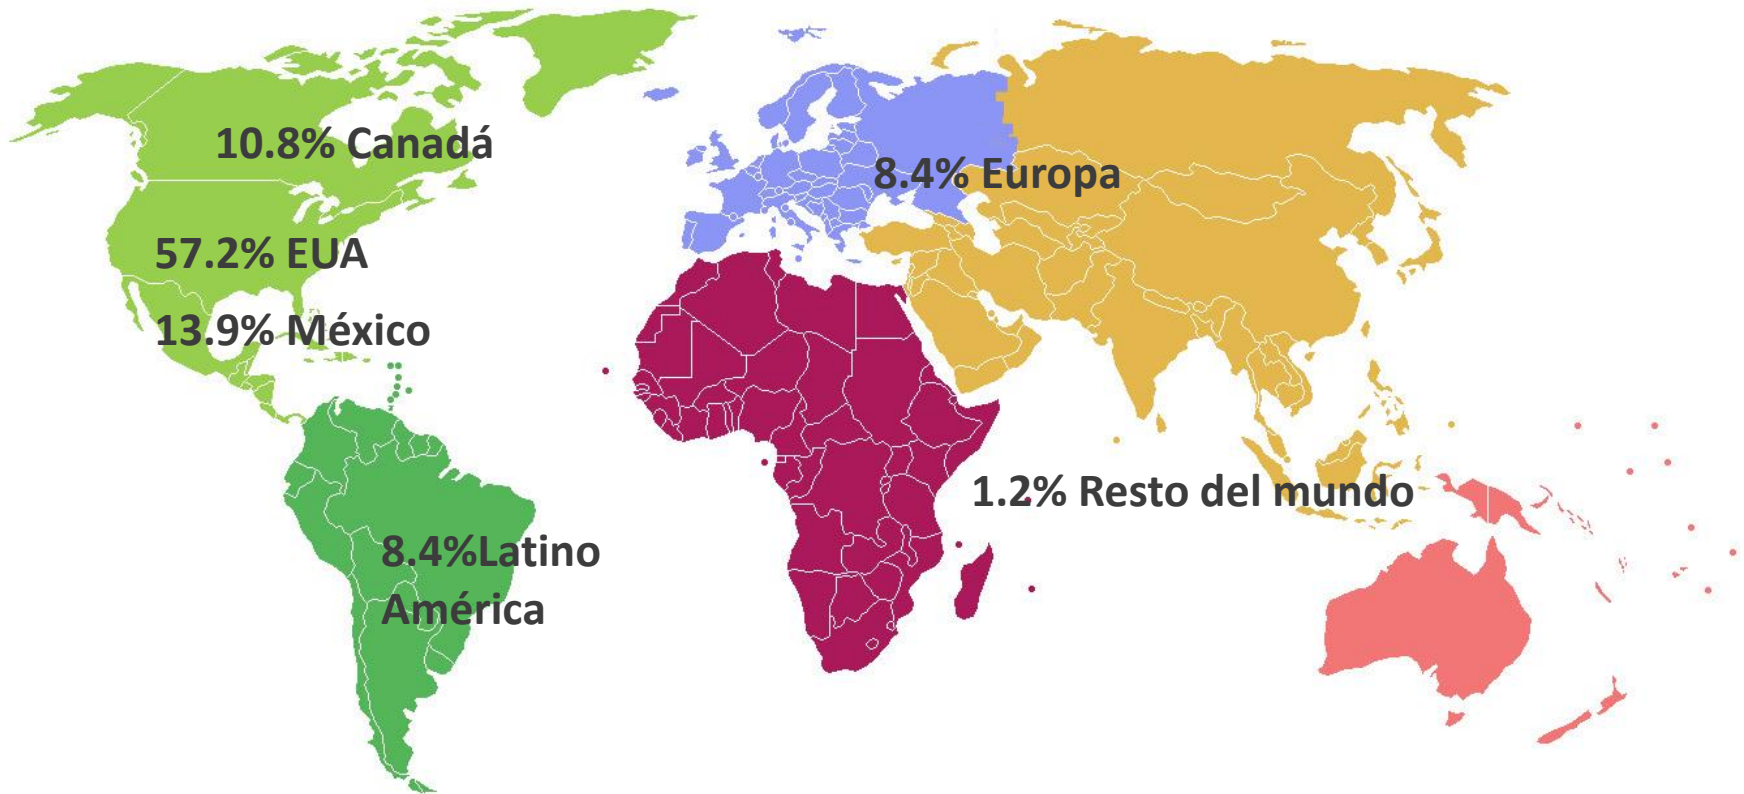 10.8% Canadá
8.4% Europa
57.2% EUA
13.9% México
1.2% Resto del mundo
8.4%Latino
América